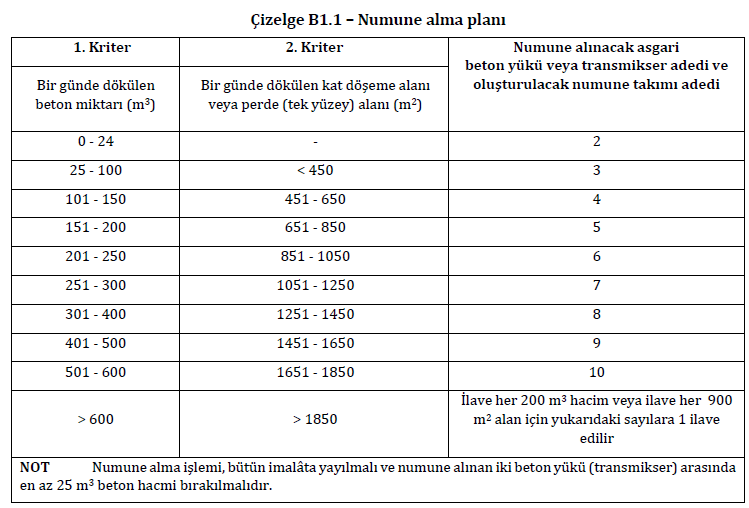 Çizelge B1.1 – Numune alma planı
1. Kriter
2. Kriter
Numune alınacak asgari
beton yükü veya transmikser adedi ve
oluşturulacak numune takımı adedi
Bir günde dökülen
beton miktarı (m³)
Bir günde dökülen kat döşeme alanı
veya perde (tek yüzey) alanı (m²)
0 - 24 - 2
25 - 100 < 450 3
101 - 150 451 - 650 4
151 - 200 651 - 850 5
201 - 250 851 - 1050 6
251 - 300 1051 - 1250 7
301 - 400 1251 - 1450 8
401 - 500 1451 - 1650 9
501 - 600 1651 - 1850 10
> 600 > 1850
İlave her 200 m³ hacim veya ilave her 900
m² alan için yukarıdaki sayılara 1 ilave
edilir
NOT Numune alma işlemi, bütün imalâta yayılmalı ve numune alınan iki beton yükü (transmikser) arasında
en az 25 m³ beton hacmi bırakılmalıdır.